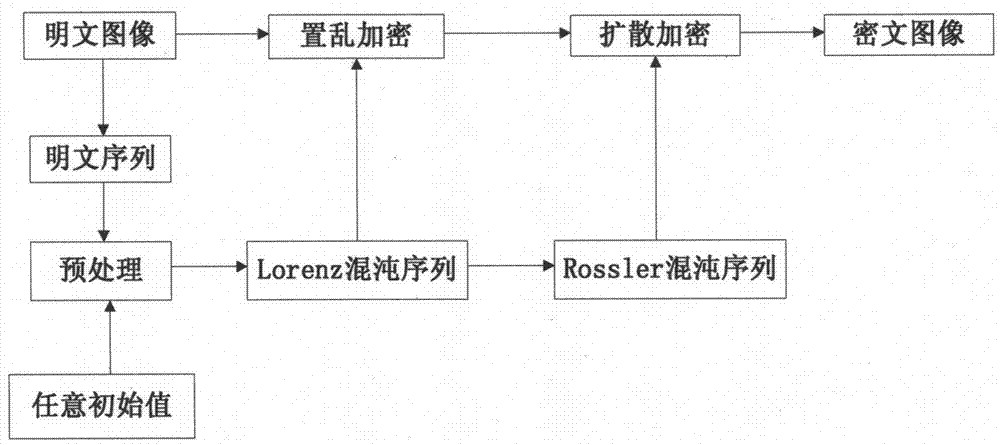 明文图像
置乱加密
扩散加密
密文图像
明文序列
预处理
Lorenz混沌序列
Rossler混沌序列
任意初始值